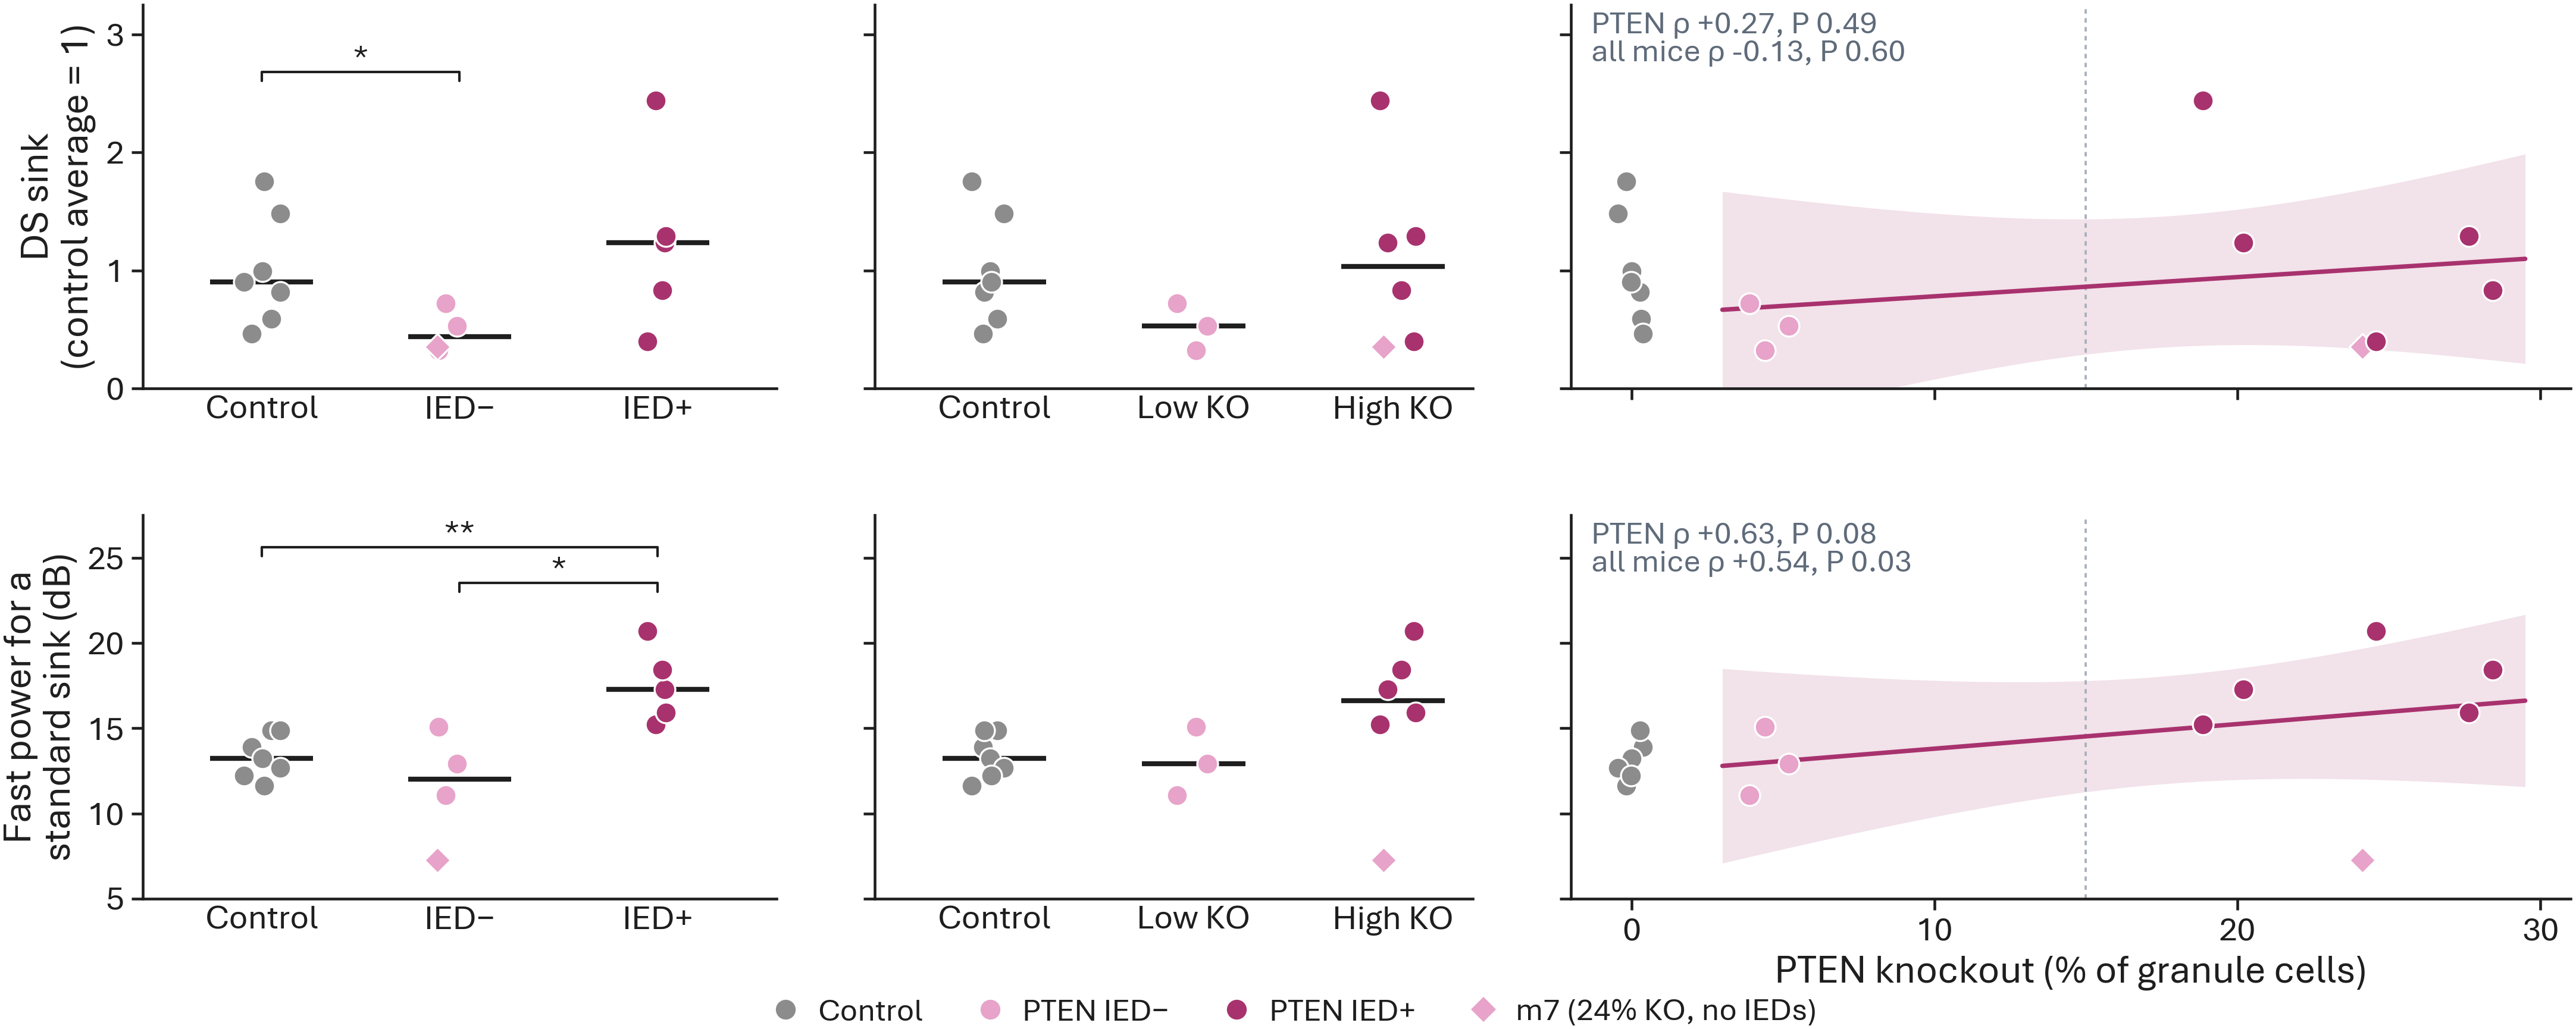 DS sink
(control average = 1)
3
2
1
0
*
Control
IED−
IED+
Control
Low KO
High KO
PTEN ρ +0.27, P 0.49
all mice ρ -0.13, P 0.60
Fast power for a
standard sink (dB)
25
20
15
10
5
**
*
Control
IED−
IED+
Control
Low KO
High KO
PTEN ρ +0.63, P 0.08
all mice ρ +0.54, P 0.03
0
10
20
30
PTEN knockout (% of granule cells)
Control
PTEN IED−
PTEN IED+
m7 (24% KO, no IEDs)